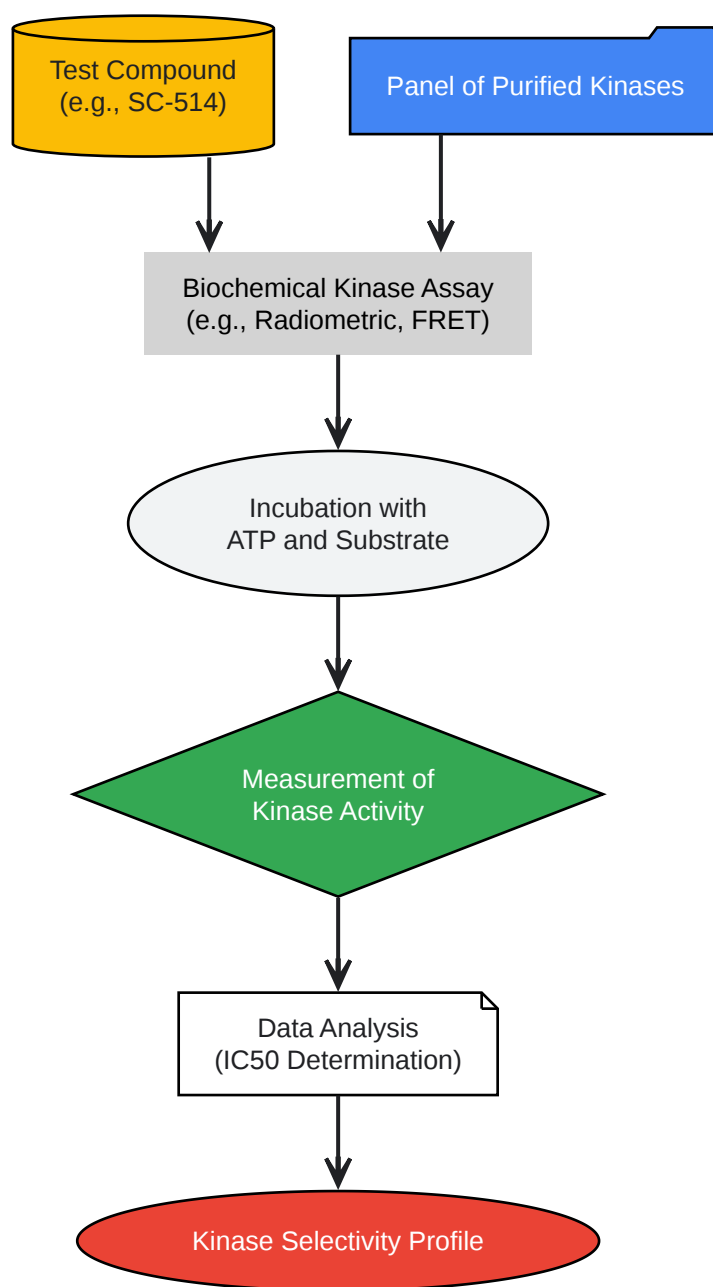 Test Compound
(e.g., SC-514)
Panel of Purified Kinases
Biochemical Kinase Assay
(e.g., Radiometric, FRET)
Incubation with
ATP and Substrate
Measurement of
Kinase Activity
Data Analysis
(IC50 Determination)
Kinase Selectivity Profile